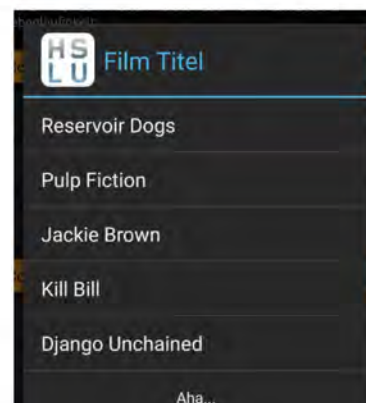 HS
LU
Film Titel
Reservoir Dogs
Pulp Fiction
Jackie Brown
Kill Bill
Django Unchained
Aha...